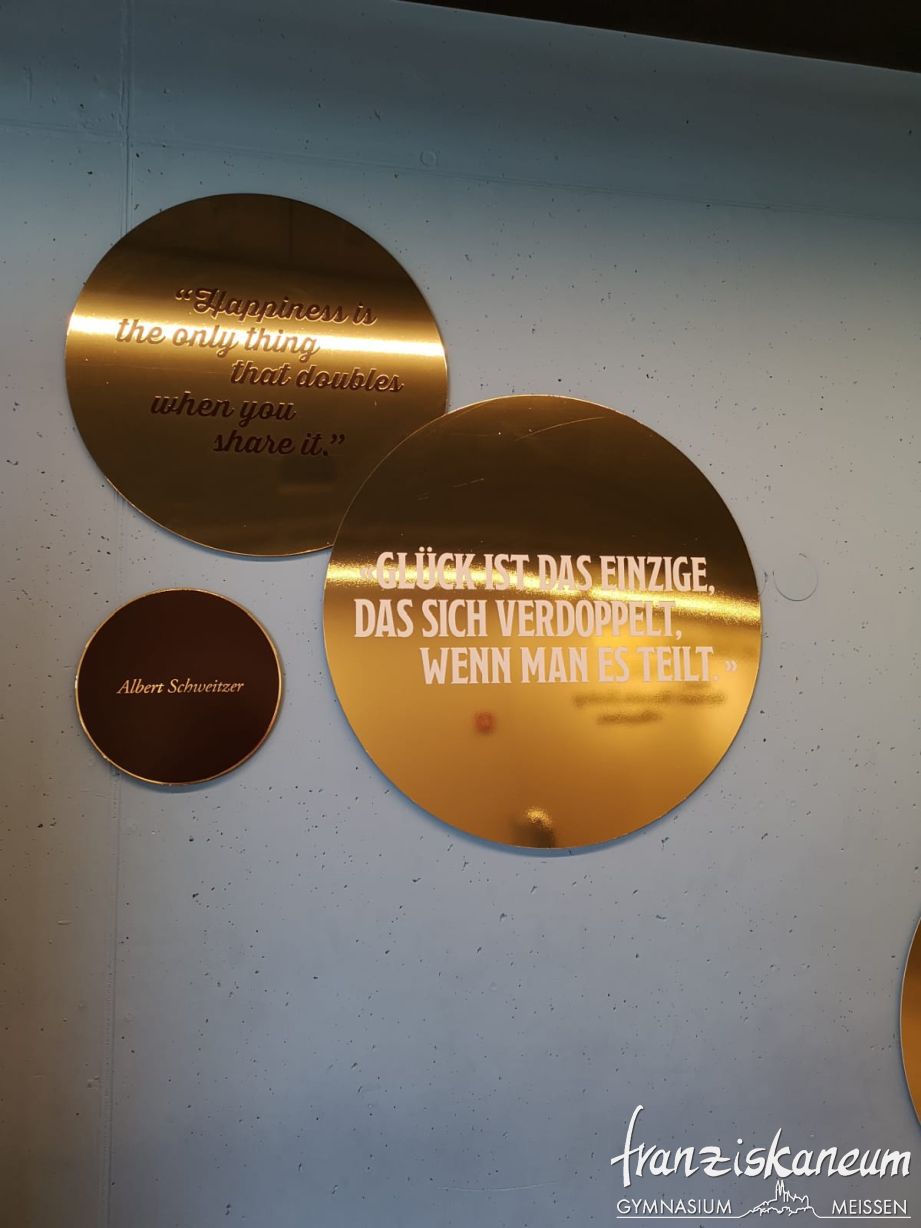 “Happiness is
the only thing
that doubles
when you
share it.”
«GLÜCK IST DAS EINZIGE,
DAS SICH VERDOPPELT,
WENN MAN ES TEILT.»
Albert Schweitzer
franziskaneum
GYMNASIUM MEISSEN